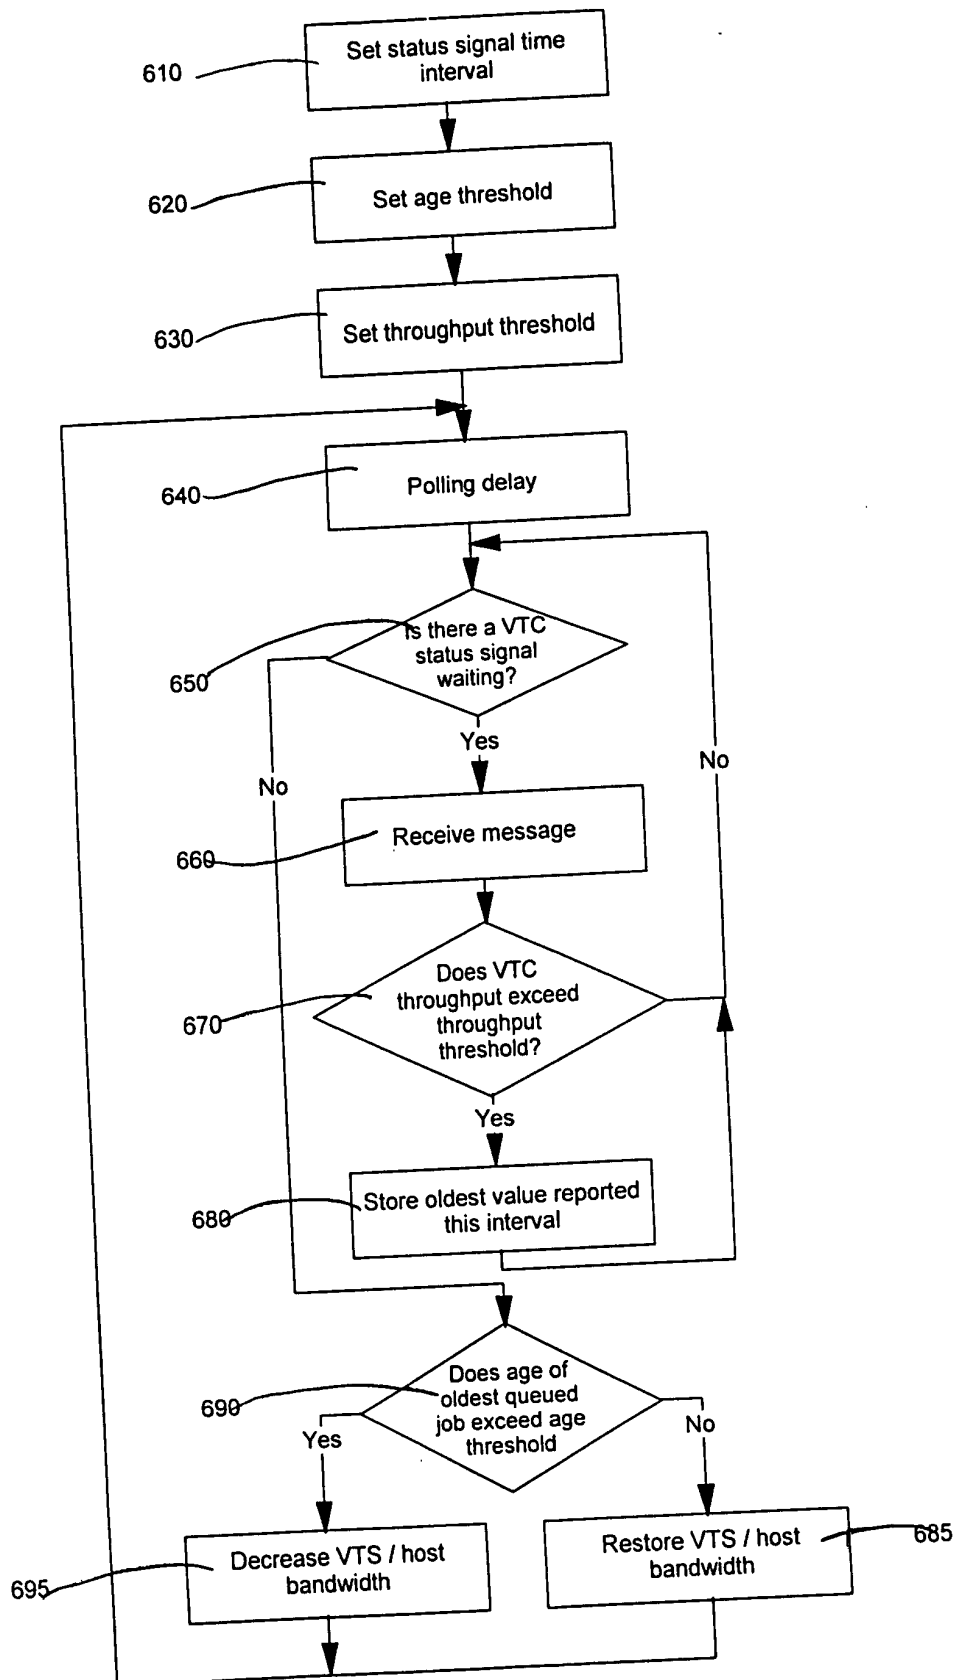 Set status signal time
interval
610
Set age threshold
620
Set throughput threshold
630
Polling delay
640
Is there a VTC
status signal
waiting?
650
Yes
No
No
Receive message
660
Does VTC
throughput exceed
throughput
threshold?
670
Yes
Store oldest value reported
this interval
680
Does age of
oldest queued
job exceed age
threshold
690
Yes
No
Decrease VTS / host
bandwidth
695
Restore VTS / host
bandwidth
685